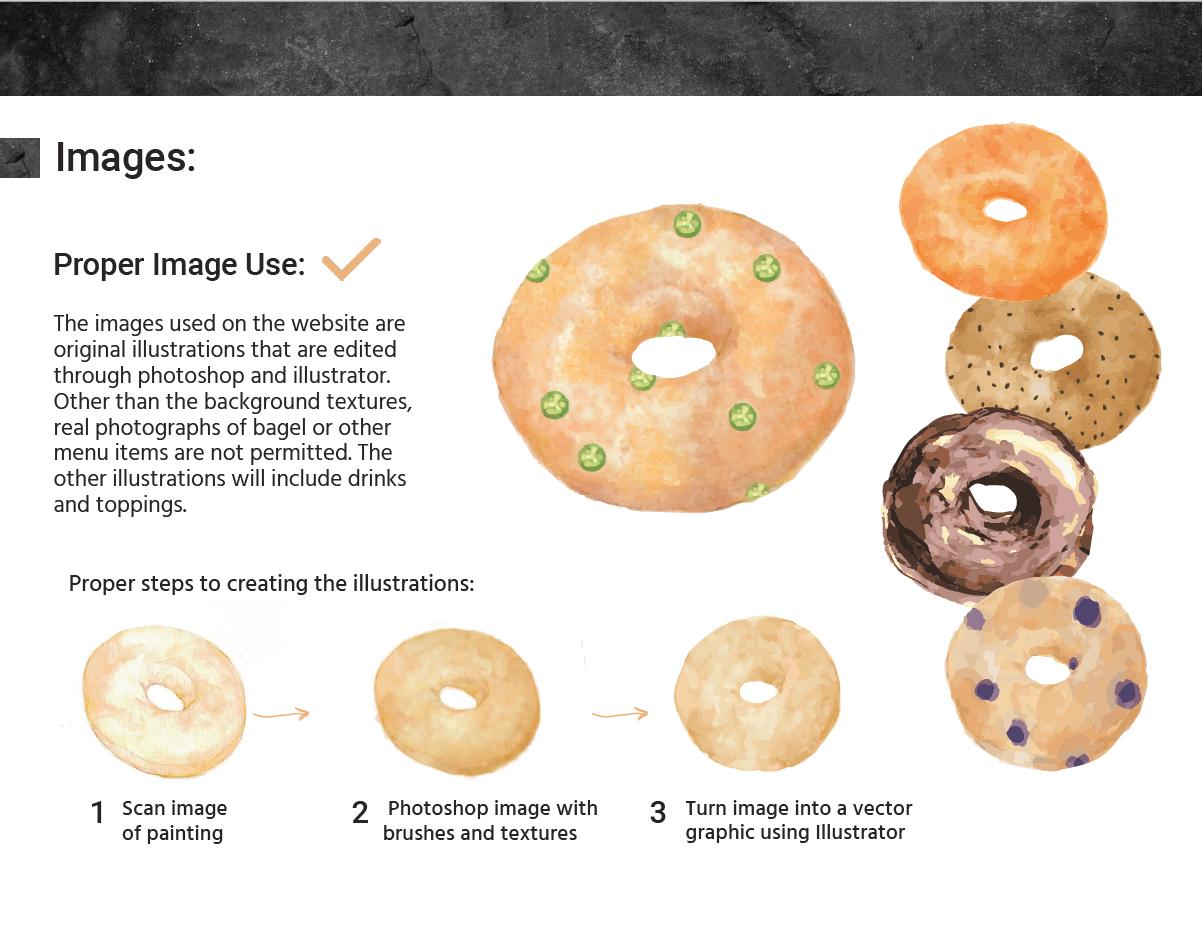 Images:
Proper Image Use:
The images used on the website are
original illustrations that are edited
through photoshop and illustrator.
Other than the background textures,
real photographs of bagel or other
menu items are not permitted. The
other illustrations will include drinks
and toppings.
Proper steps to creating the illustrations:
1 Scan image
of painting
2 Photoshop image with
brushes and textures
3 Turn image into a vector
graphic using Illustrator